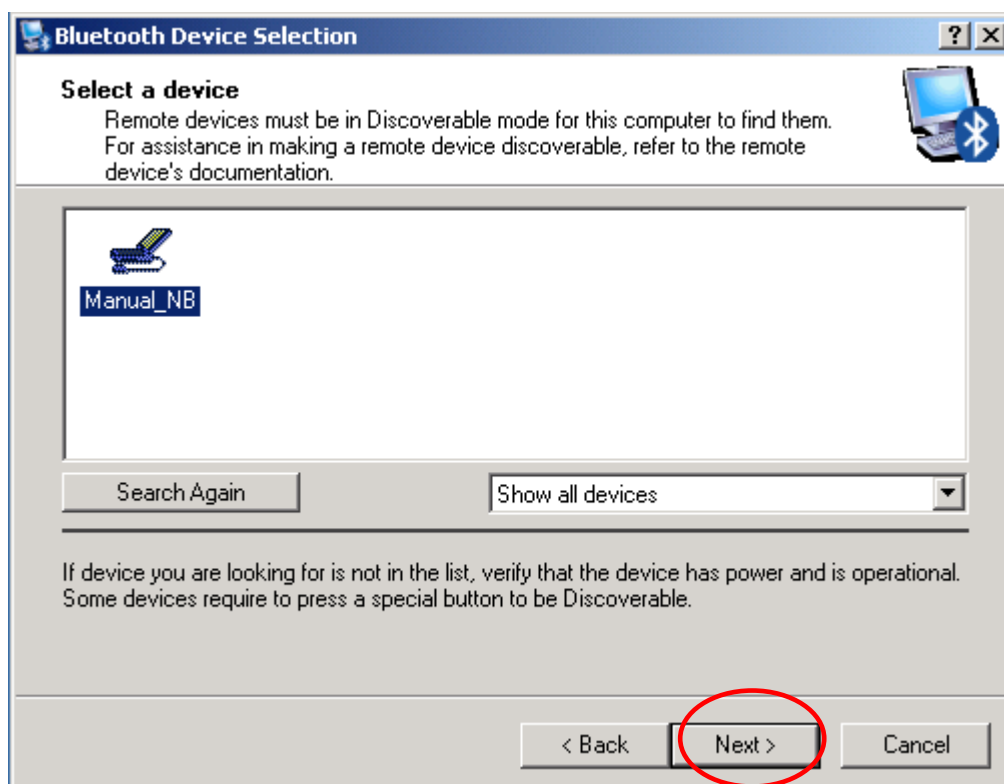 Bluetooth Device Selection
Select a device
Remote devices must be in Discoverable mode for this computer to find them.
For assistance in making a remote device discoverable, refer to the remote
device's documentation.
Manual_NB
Search Again
Show all devices
If device you are looking for is not in the list, verify that the device has power and is operational.
Some devices require to press a special button to be Discoverable.
< Back
Next >
Cancel